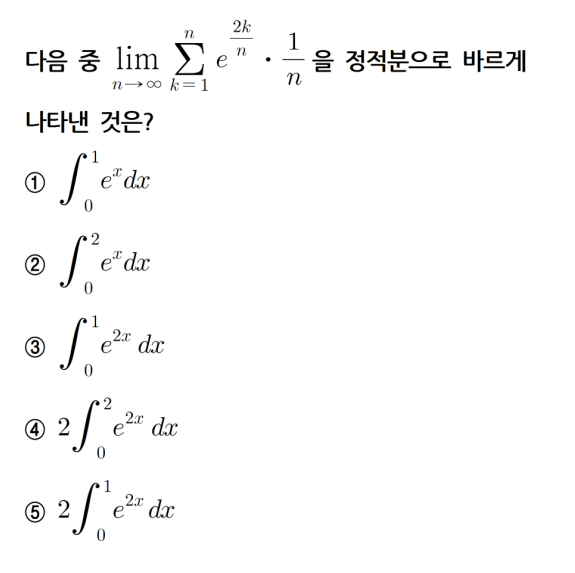 다음 중 $\lim_{n \to \infty} \sum_{k=1}^{n} e^{\frac{2k}{n}} \cdot \frac{1}{n}$ 을 정적분으로 바르게
나타낸 것은?
① $\int_{0}^{1} e^{x} dx$
② $\int_{0}^{2} e^{x} dx$
③ $\int_{0}^{1} e^{2x} dx$
④ $2 \int_{0}^{2} e^{2x} dx$
⑤ $2 \int_{0}^{1} e^{2x} dx$